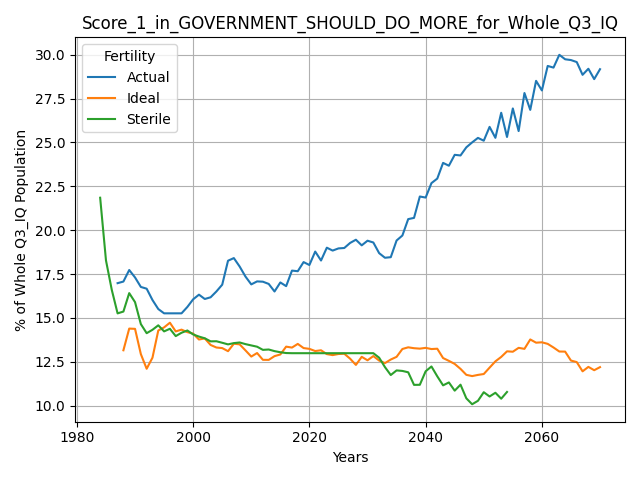 Score_1_in_GOVERNMENT_SHOULD_DO_MORE_for_Whole_Q3_IQ
Fertility
Actual
Ideal
Sterile
% of Whole Q3_IQ Population
30.0
27.5
25.0
22.5
20.0
17.5
15.0
12.5
10.0
1980 2000 2020 2040 2060
Years